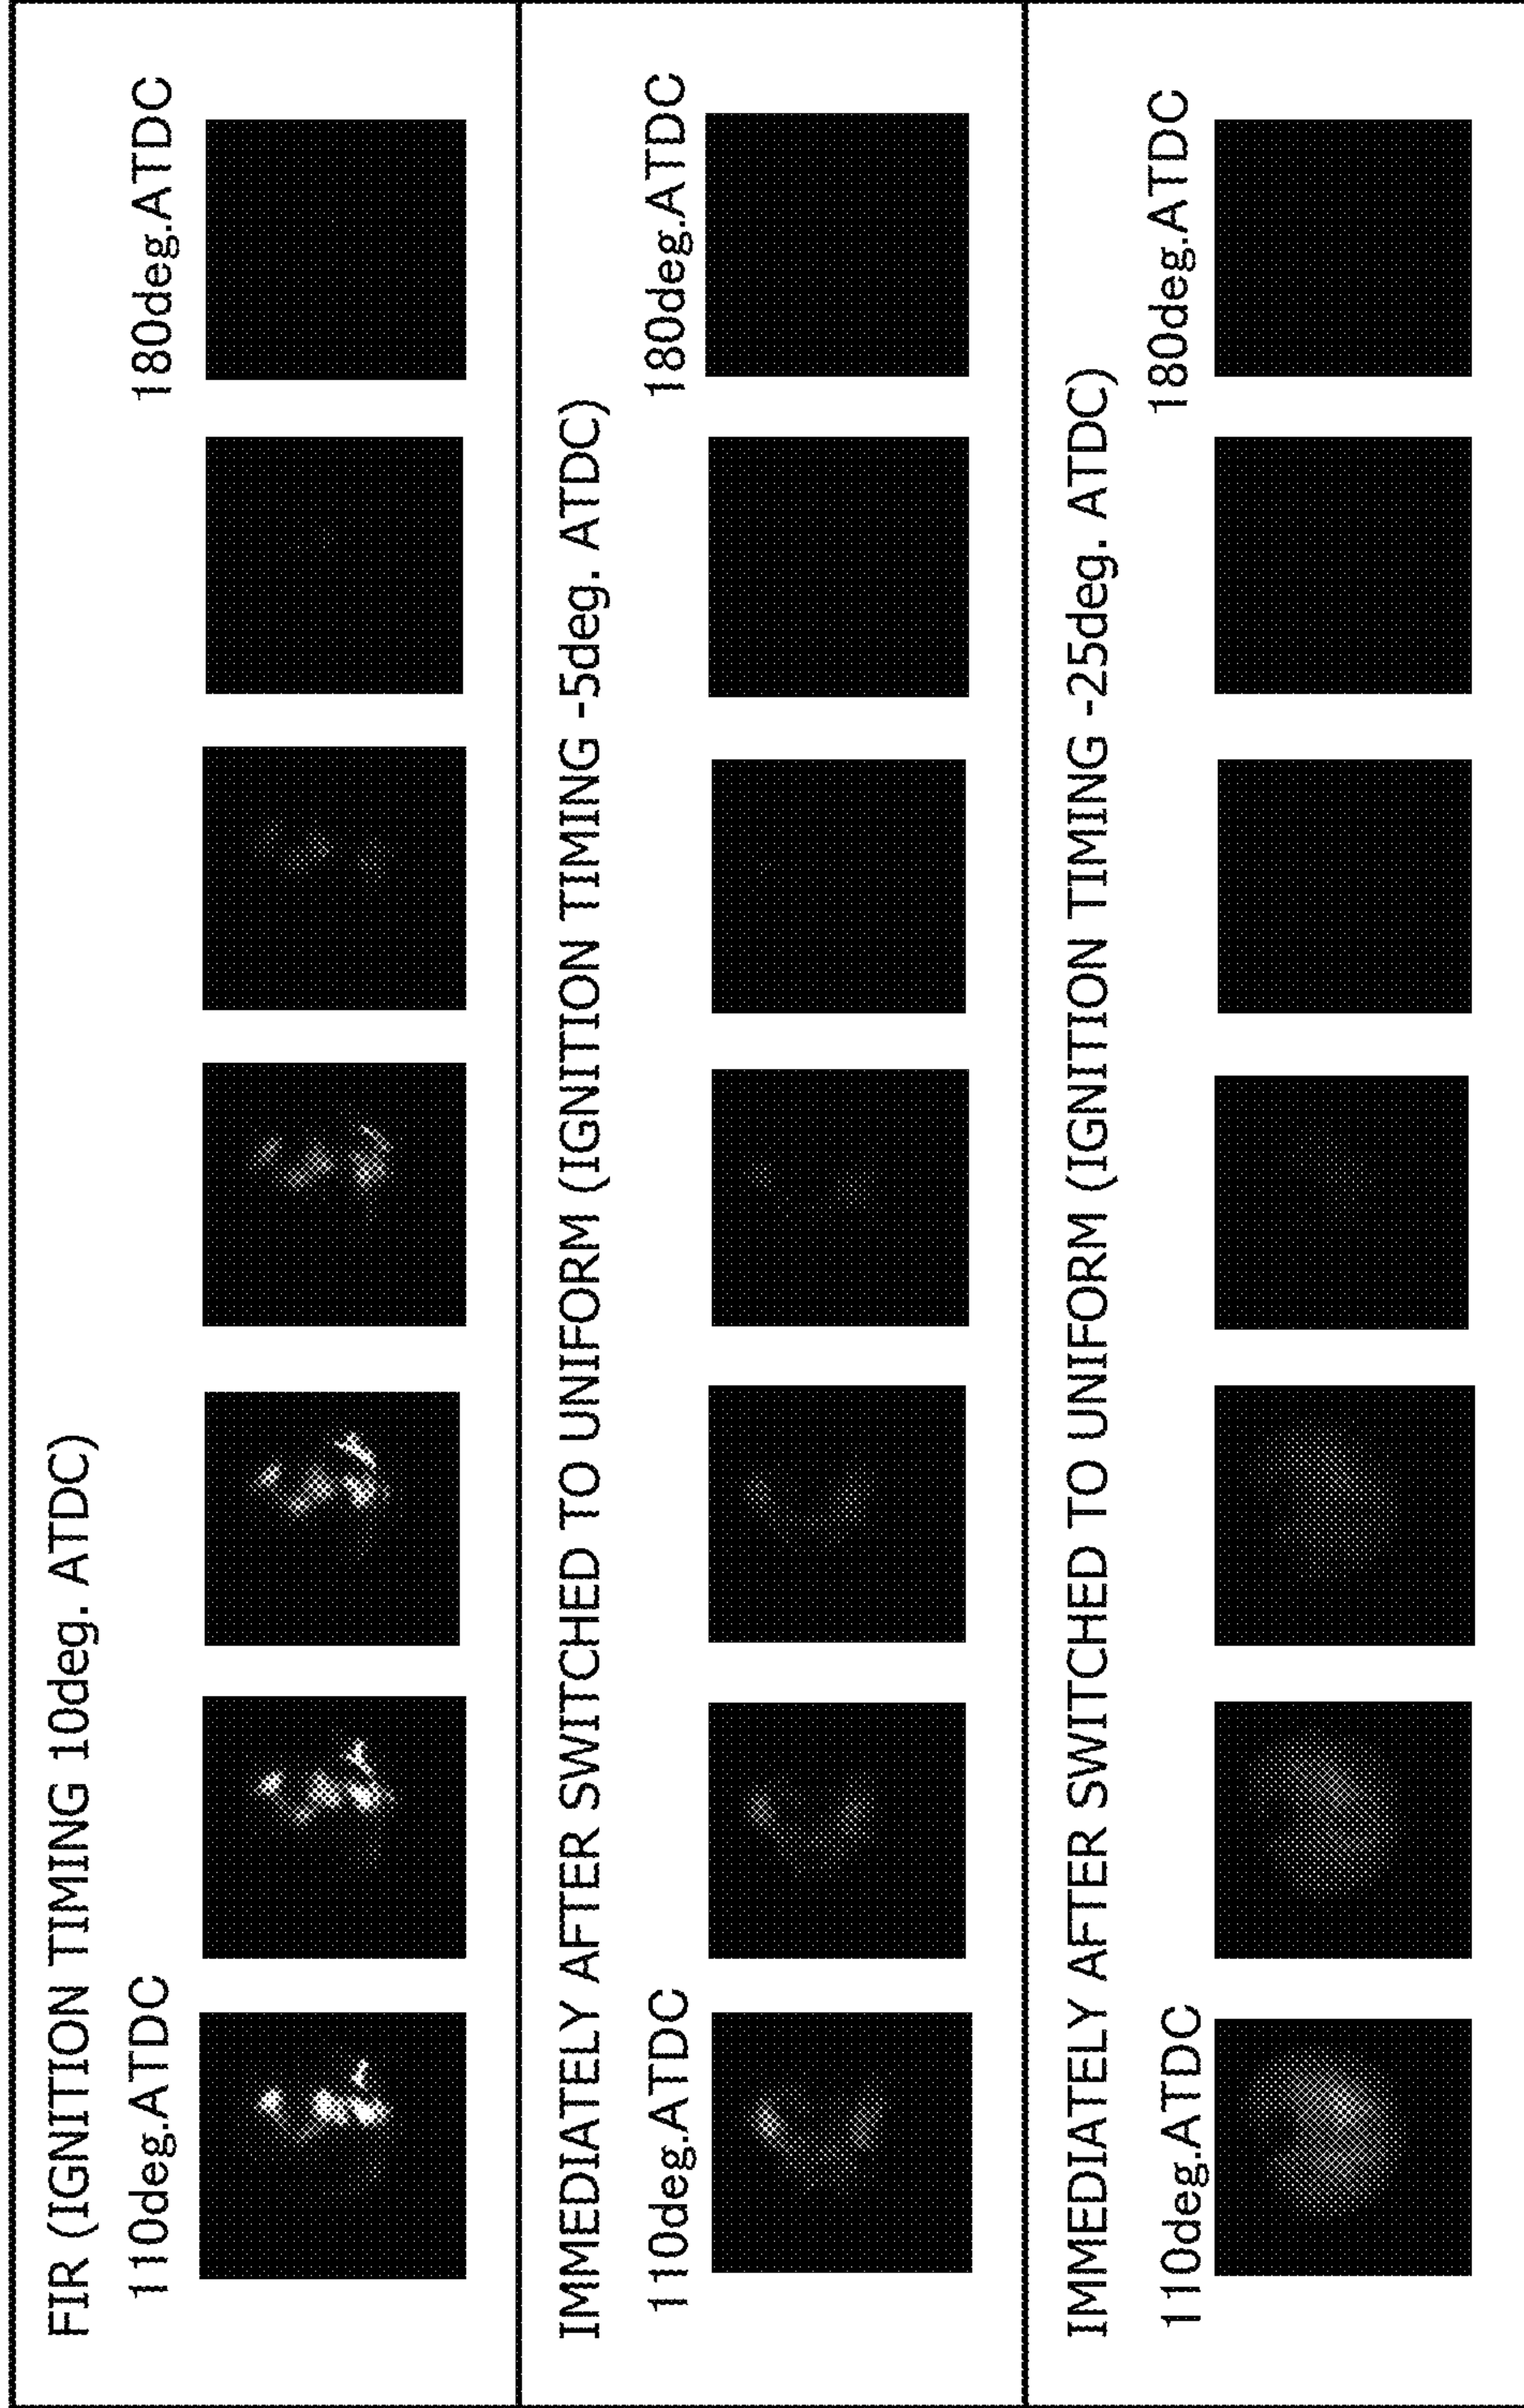 FIR (IGNITION TIMING 10deg. ATDC)
110deg.ATDC
180deg.ATDC
IMMEDIATELY AFTER SWITCHED TO UNIFORM (IGNITION TIMING -5deg. ATDC)
110deg.ATDC
180deg.ATDC
IMMEDIATELY AFTER SWITCHED TO UNIFORM (IGNITION TIMING -25deg. ATDC)
110deg.ATDC
180deg.ATDC